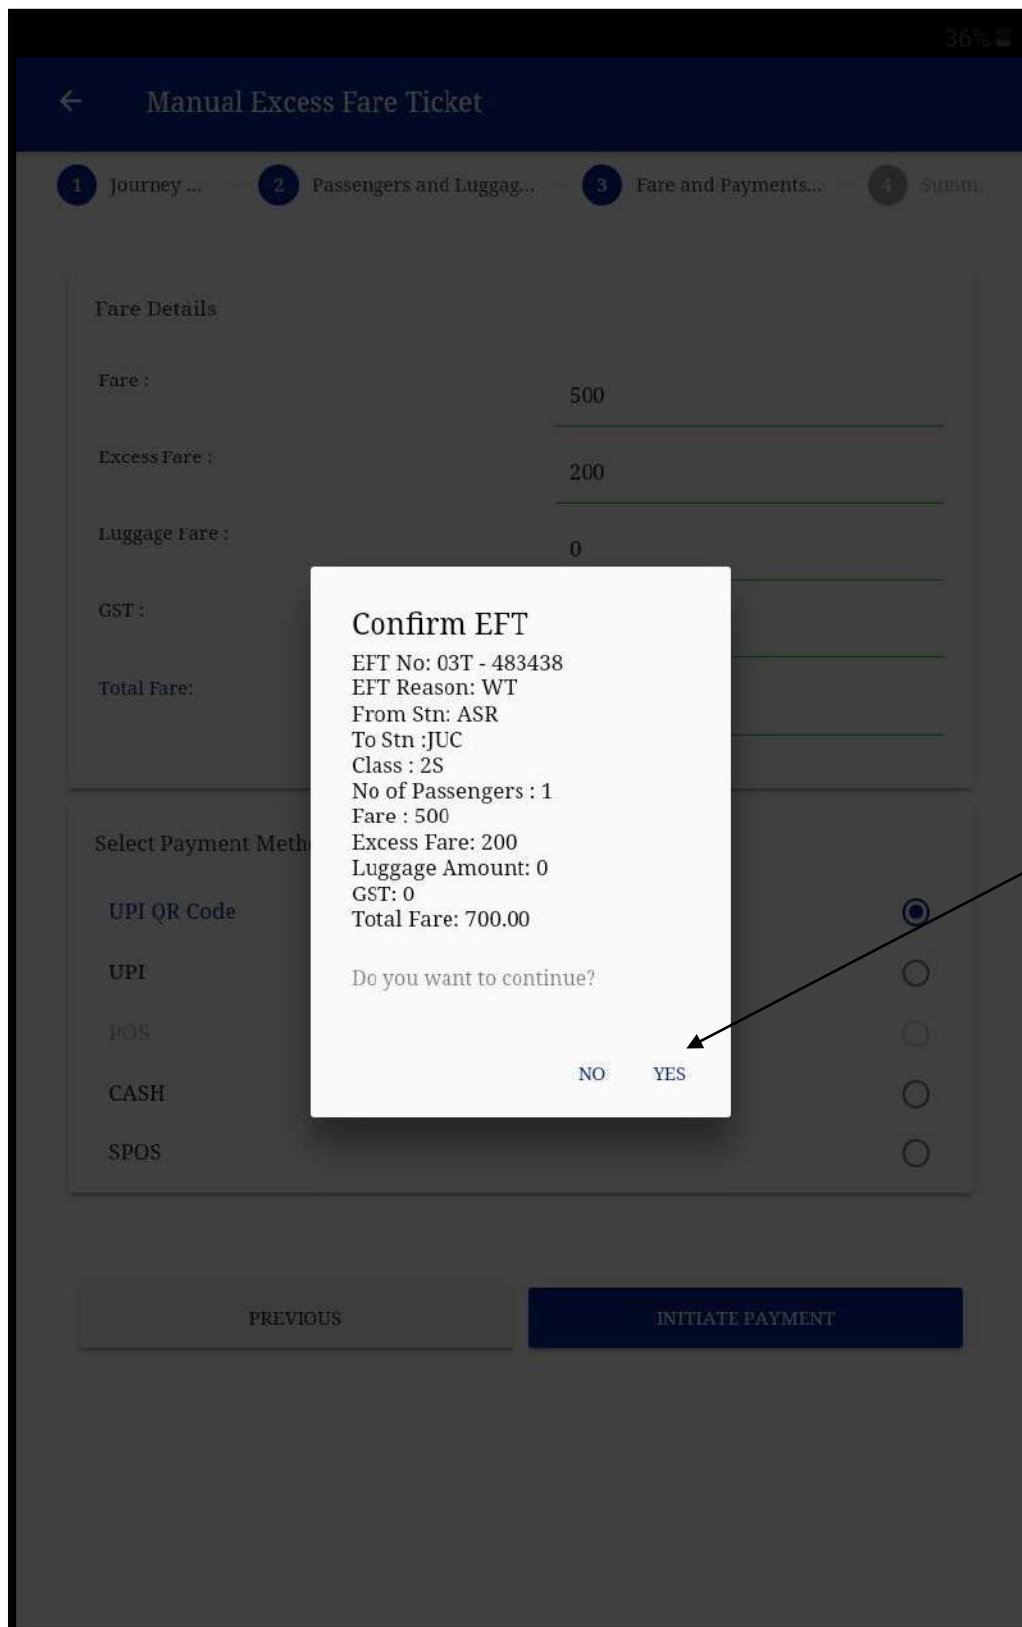 36%
Manual Excess Fare Ticket
1 Journey ... 2 Passengers and Luggag... 3 Fare and Payments... 4 Summ.
Fare Details
Fare :
500
Excess Fare :
200
Luggage Fare :
0
GST :
Total Fare:
Confirm EFT
EFT No: 03T - 483438
EFT Reason: WT
From Stn: ASR
To Stn :JUC
Class : 2S
No of Passengers : 1
Fare : 500
Excess Fare: 200
Luggage Amount: 0
GST: 0
Total Fare: 700.00
Do you want to continue?
NO YES
Select Payment Meth
UPI QR Code
UPI
POS
CASH
SPOS
PREVIOUS INITIATE PAYMENT